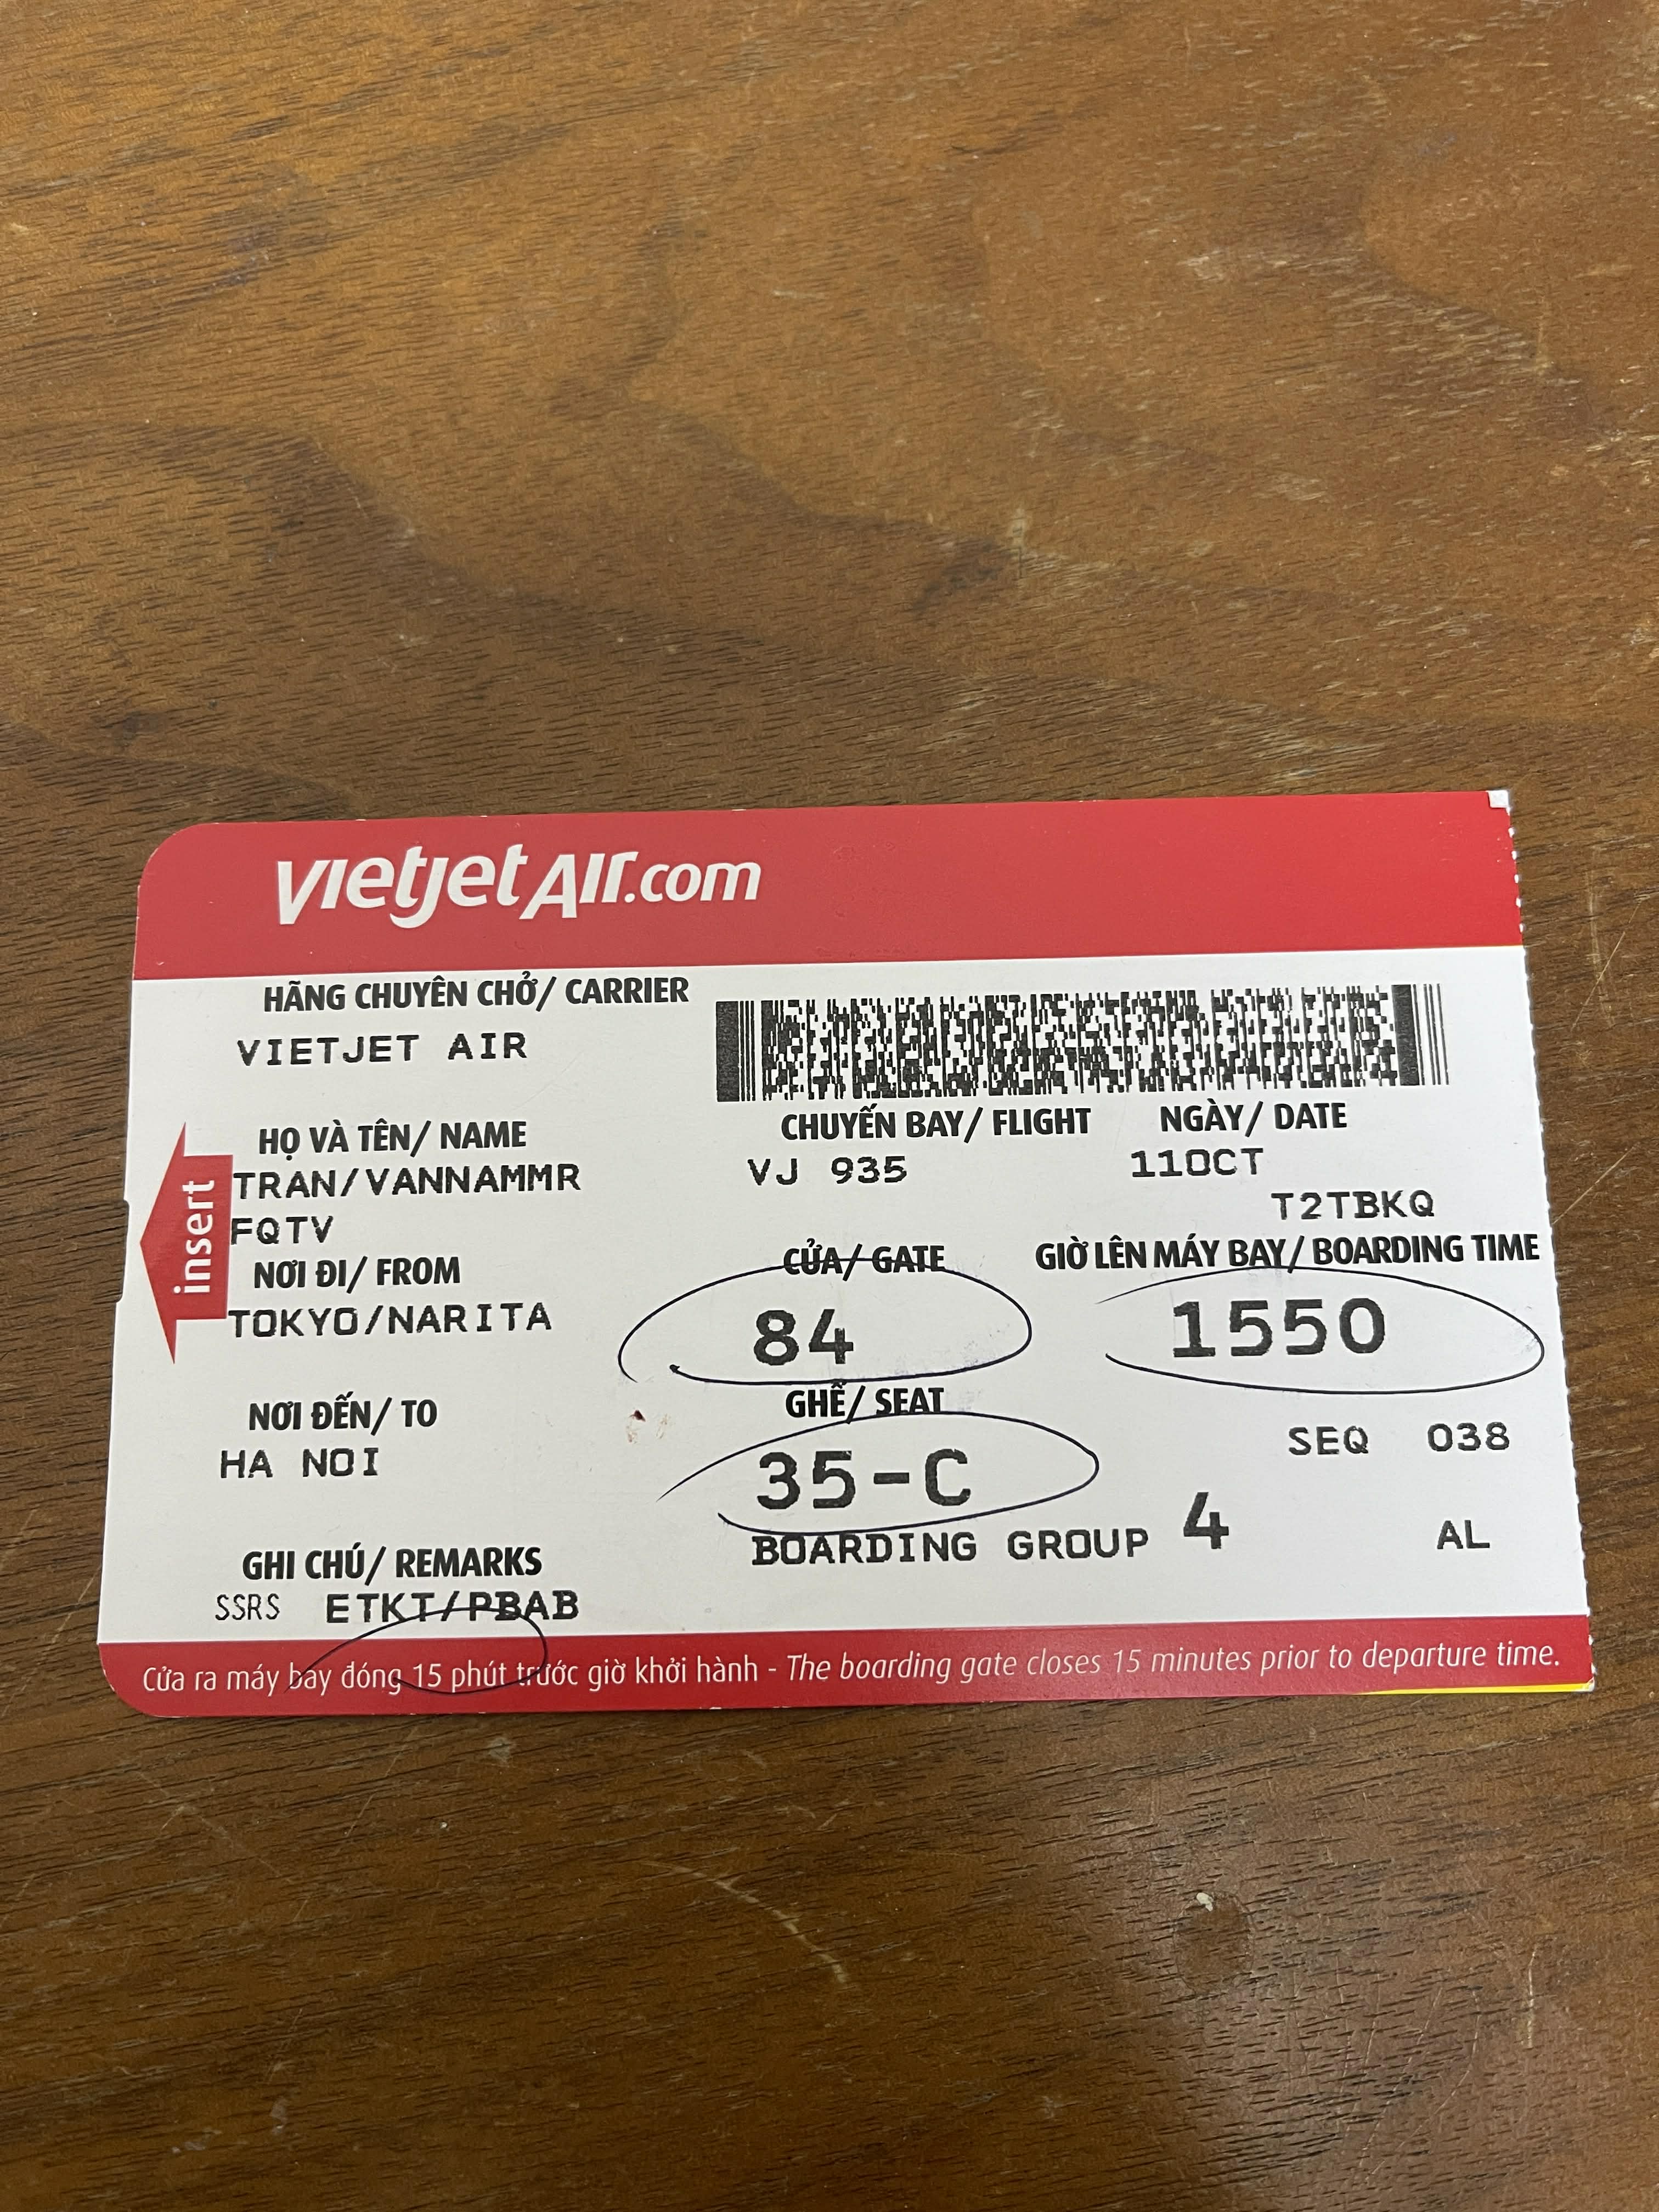 vietjetAir.com
HÃNG CHUYÊN CHỞ/ CARRIER
VIETJET AIR
HỌ VÀ TÊN/ NAME
TRAN/VANNAMMR
FQTV
CHUYẾN BAY/ FLIGHT
VJ 935
NGÀY/ DATE
11OCT
T2TBKQ
insert
NƠI ĐI/ FROM
TOKYO/NARITA
CỬA/ GATE
84
GIỜ LÊN MÁY BAY/ BOARDING TIME
1550
NƠI ĐẾN/ TO
HA NOI
GHẾ/ SEAT
35-C
SEQ 038
BOARDING GROUP 4
AL
GHI CHÚ/ REMARKS
SSRS ETKT/PBAB
Cửa ra máy bay đóng 15 phút trước giờ khởi hành - The boarding gate closes 15 minutes prior to departure time.